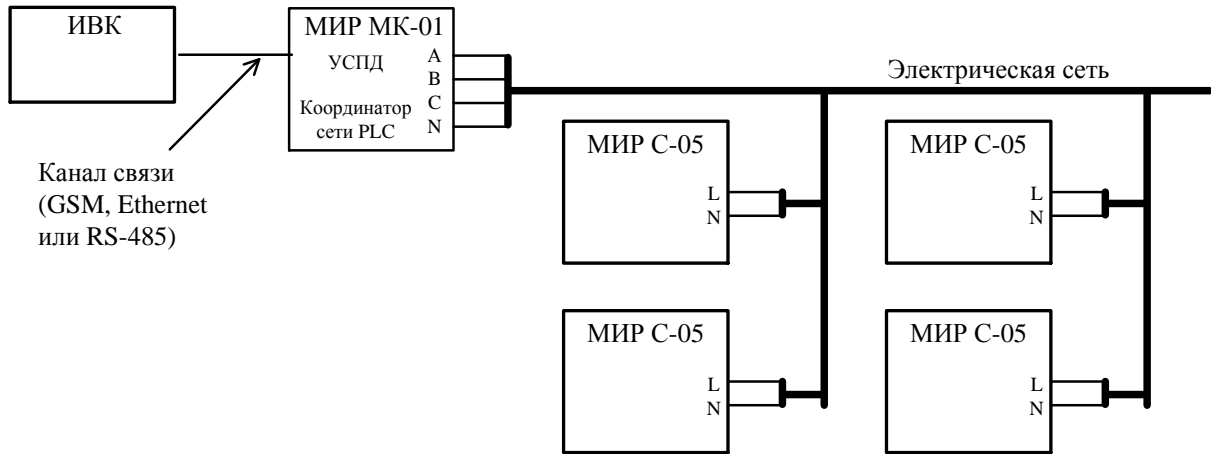 ИВК
МИР МК-01
УСПД
Координатор
сети PLC
A
B
C
N
Электрическая сеть
Канал связи
(GSM, Ethernet
или RS-485)
МИР С-05
L
N
МИР С-05
L
N
МИР С-05
L
N
МИР С-05
L
N